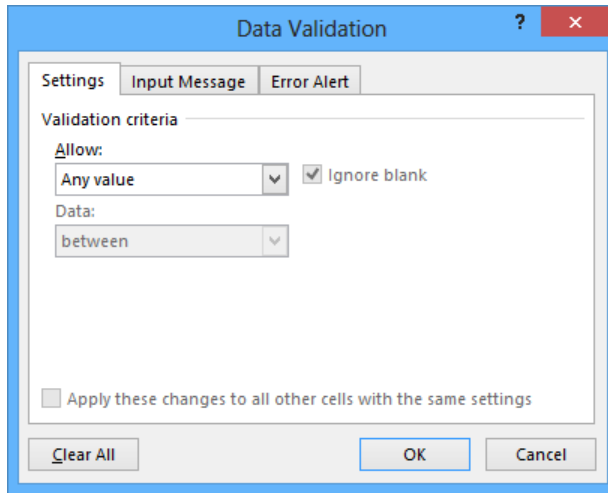 Data Validation ?
Settings Input Message Error Alert
Validation criteria
Allow:
Any value Ignore blank
Data:
between
Apply these changes to all other cells with the same settings
Clear All OK Cancel